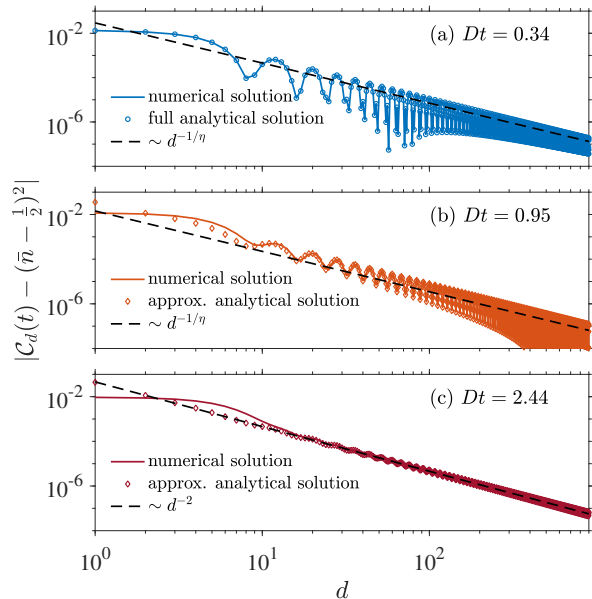 (a) Dt = 0.34
10^-2
10^-6
numerical solution
full analytical solution
~ d^{-1/η}
(b) Dt = 0.95
10^-2
10^-6
numerical solution
approx. analytical solution
~ d^{-1/η}
(c) Dt = 2.44
10^-2
10^-6
numerical solution
approx. analytical solution
~ d^{-2}
10^0 10^1 10^2
d
|𝒞_d(t) − (n̄ − 1/2)^2|